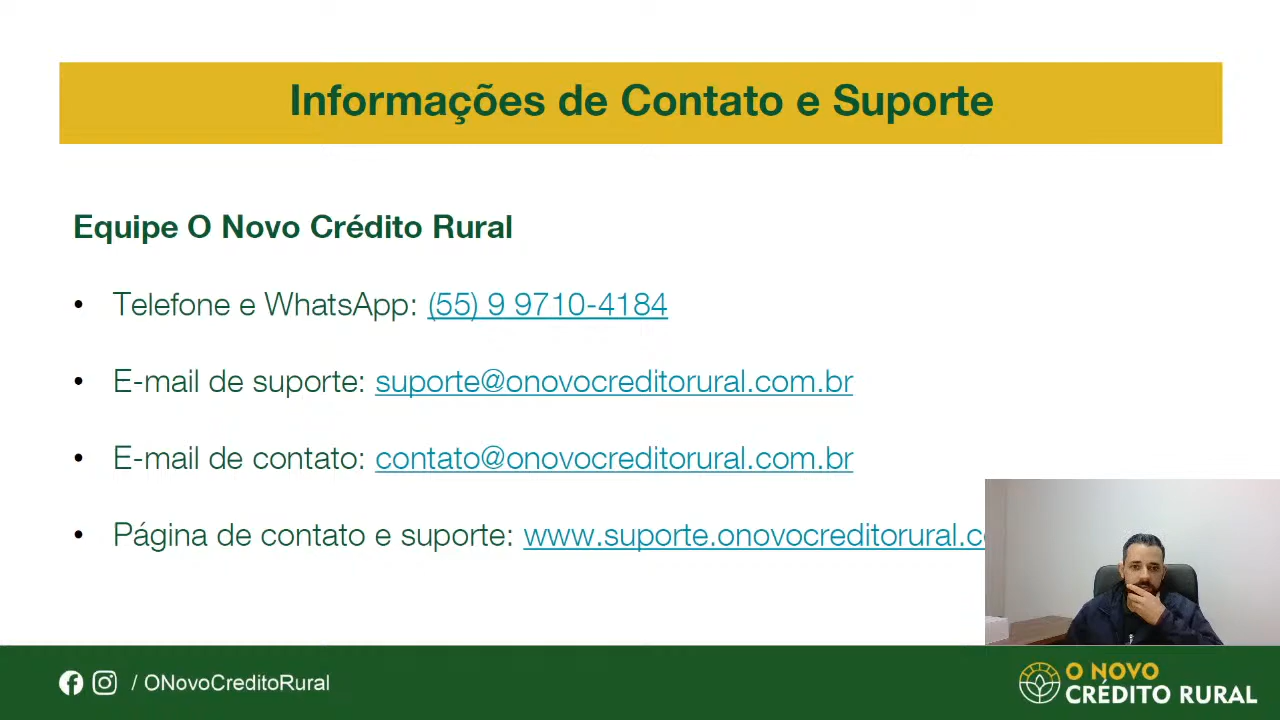 Informações de Contato e Suporte
Equipe O Novo Crédito Rural
• Telefone e WhatsApp: (55) 9 9710-4184
• E-mail de suporte: suporte@onovocreditorural.com.br
• E-mail de contato: contato@onovocreditorural.com.br
• Página de contato e suporte: www.suporte.onovocreditorural.c
/ ONovoCreditoRural
O NOVO
CRÉDITO RURAL